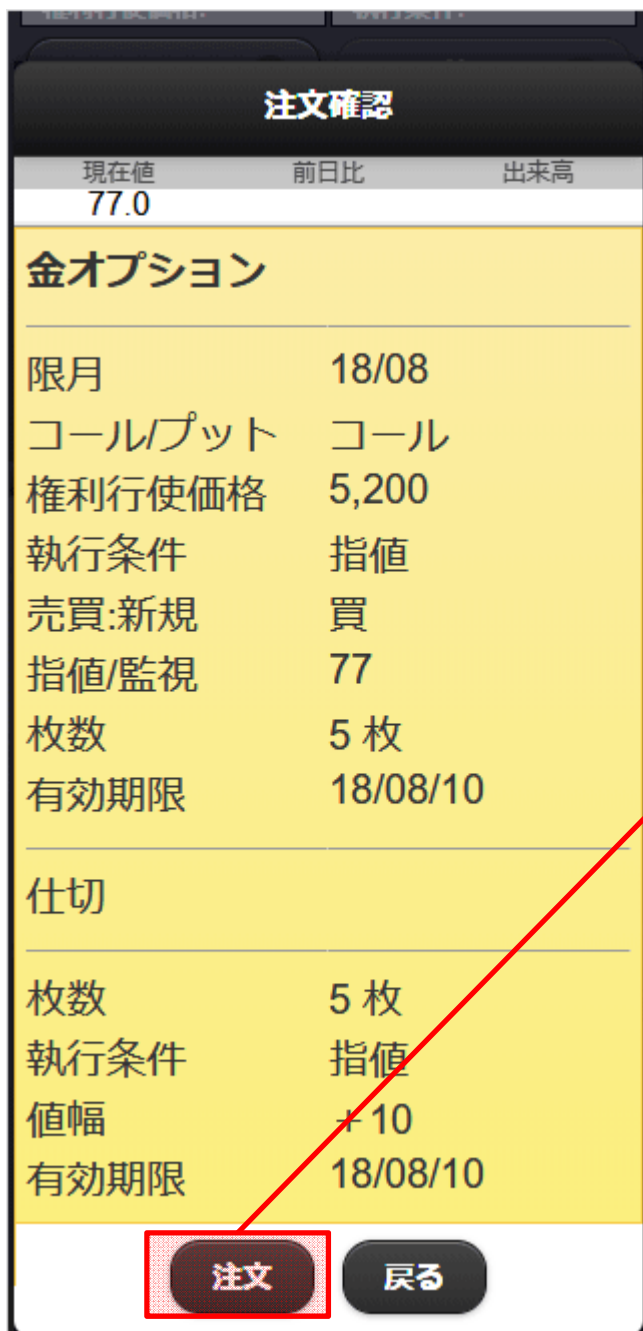 注文確認
現在値 前日比 出来高
77.0
金オプション
限月 18/08
コール/プット コール
権利行使価格 5,200
執行条件 指値
売買:新規 買
指値/監視 77
枚数 5 枚
有効期限 18/08/10
仕切
枚数 5 枚
執行条件 指値
値幅 +10
有効期限 18/08/10
注文 戻る